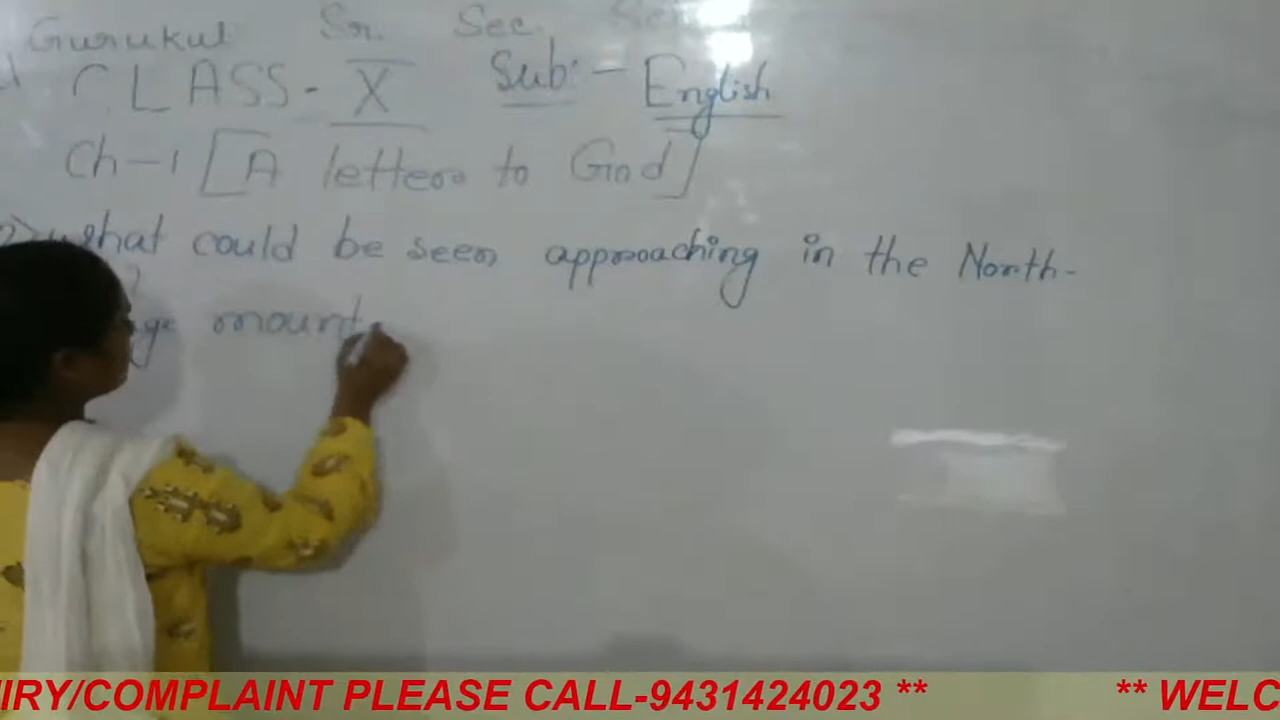 Gurukul Sr. Sec.
CLASS - X Sub:- English
Ch-1 [A letter to God]
what could be seen approaching in the North-
?
mount
IRY/COMPLAINT PLEASE CALL-9431424023 ** ** WELC